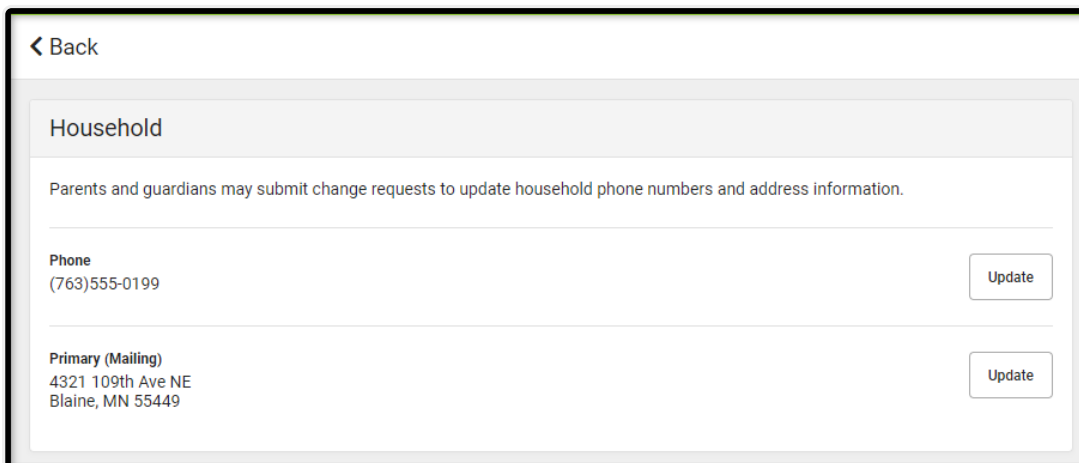 Back
Household
Parents and guardians may submit change requests to update household phone numbers and address information.
Phone
(763)555-0199
Update
Primary (Mailing)
4321 109th Ave NE
Blaine, MN 55449
Update